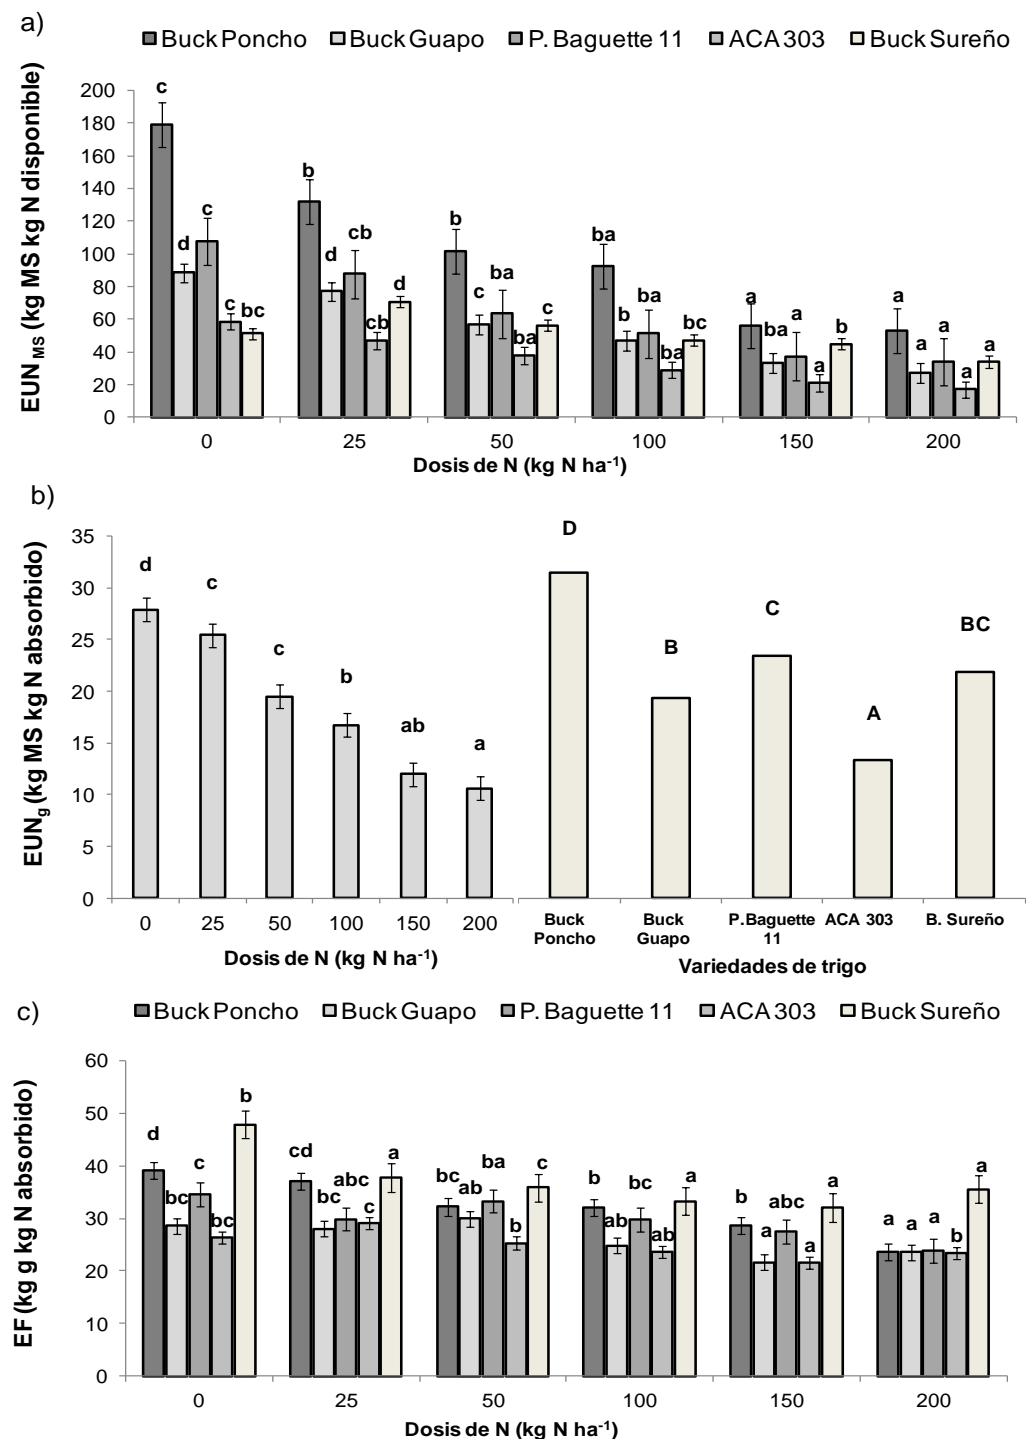 a)
Buck Poncho Buck Guapo P. Baguette 11 ACA 303 Buck Sureño
EUN MS (kg MS kg N disponible)
200
180
160
140
120
100
80
60
40
20
0
c d c c bc
b d cb cb d
b c ba ba c
ba b ba ba bc
a ba a a b
a a a a a
0 25 50 100 150 200
Dosis de N (kg N ha-1)
b)
EUNg (kg MS kg N absorbido)
35
30
25
20
15
10
5
0
d c c b ab a
D B C A BC
0 25 50 100 150 200
Buck Poncho
Buck Guapo
P.Baguette 11
ACA 303
B. Sureño
Dosis de N (kg N ha-1)
Variedades de trigo
c)
Buck Poncho Buck Guapo P. Baguette 11 ACA 303 Buck Sureño
EF (kg g kg N absorbido)
60
50
40
30
20
10
0
d bc c bc b
cd bc abc c a
bc ab ba b c
b ab bc ab a
b a abc a a
a a a b a
0 25 50 100 150 200
Dosis de N (kg N ha-1)